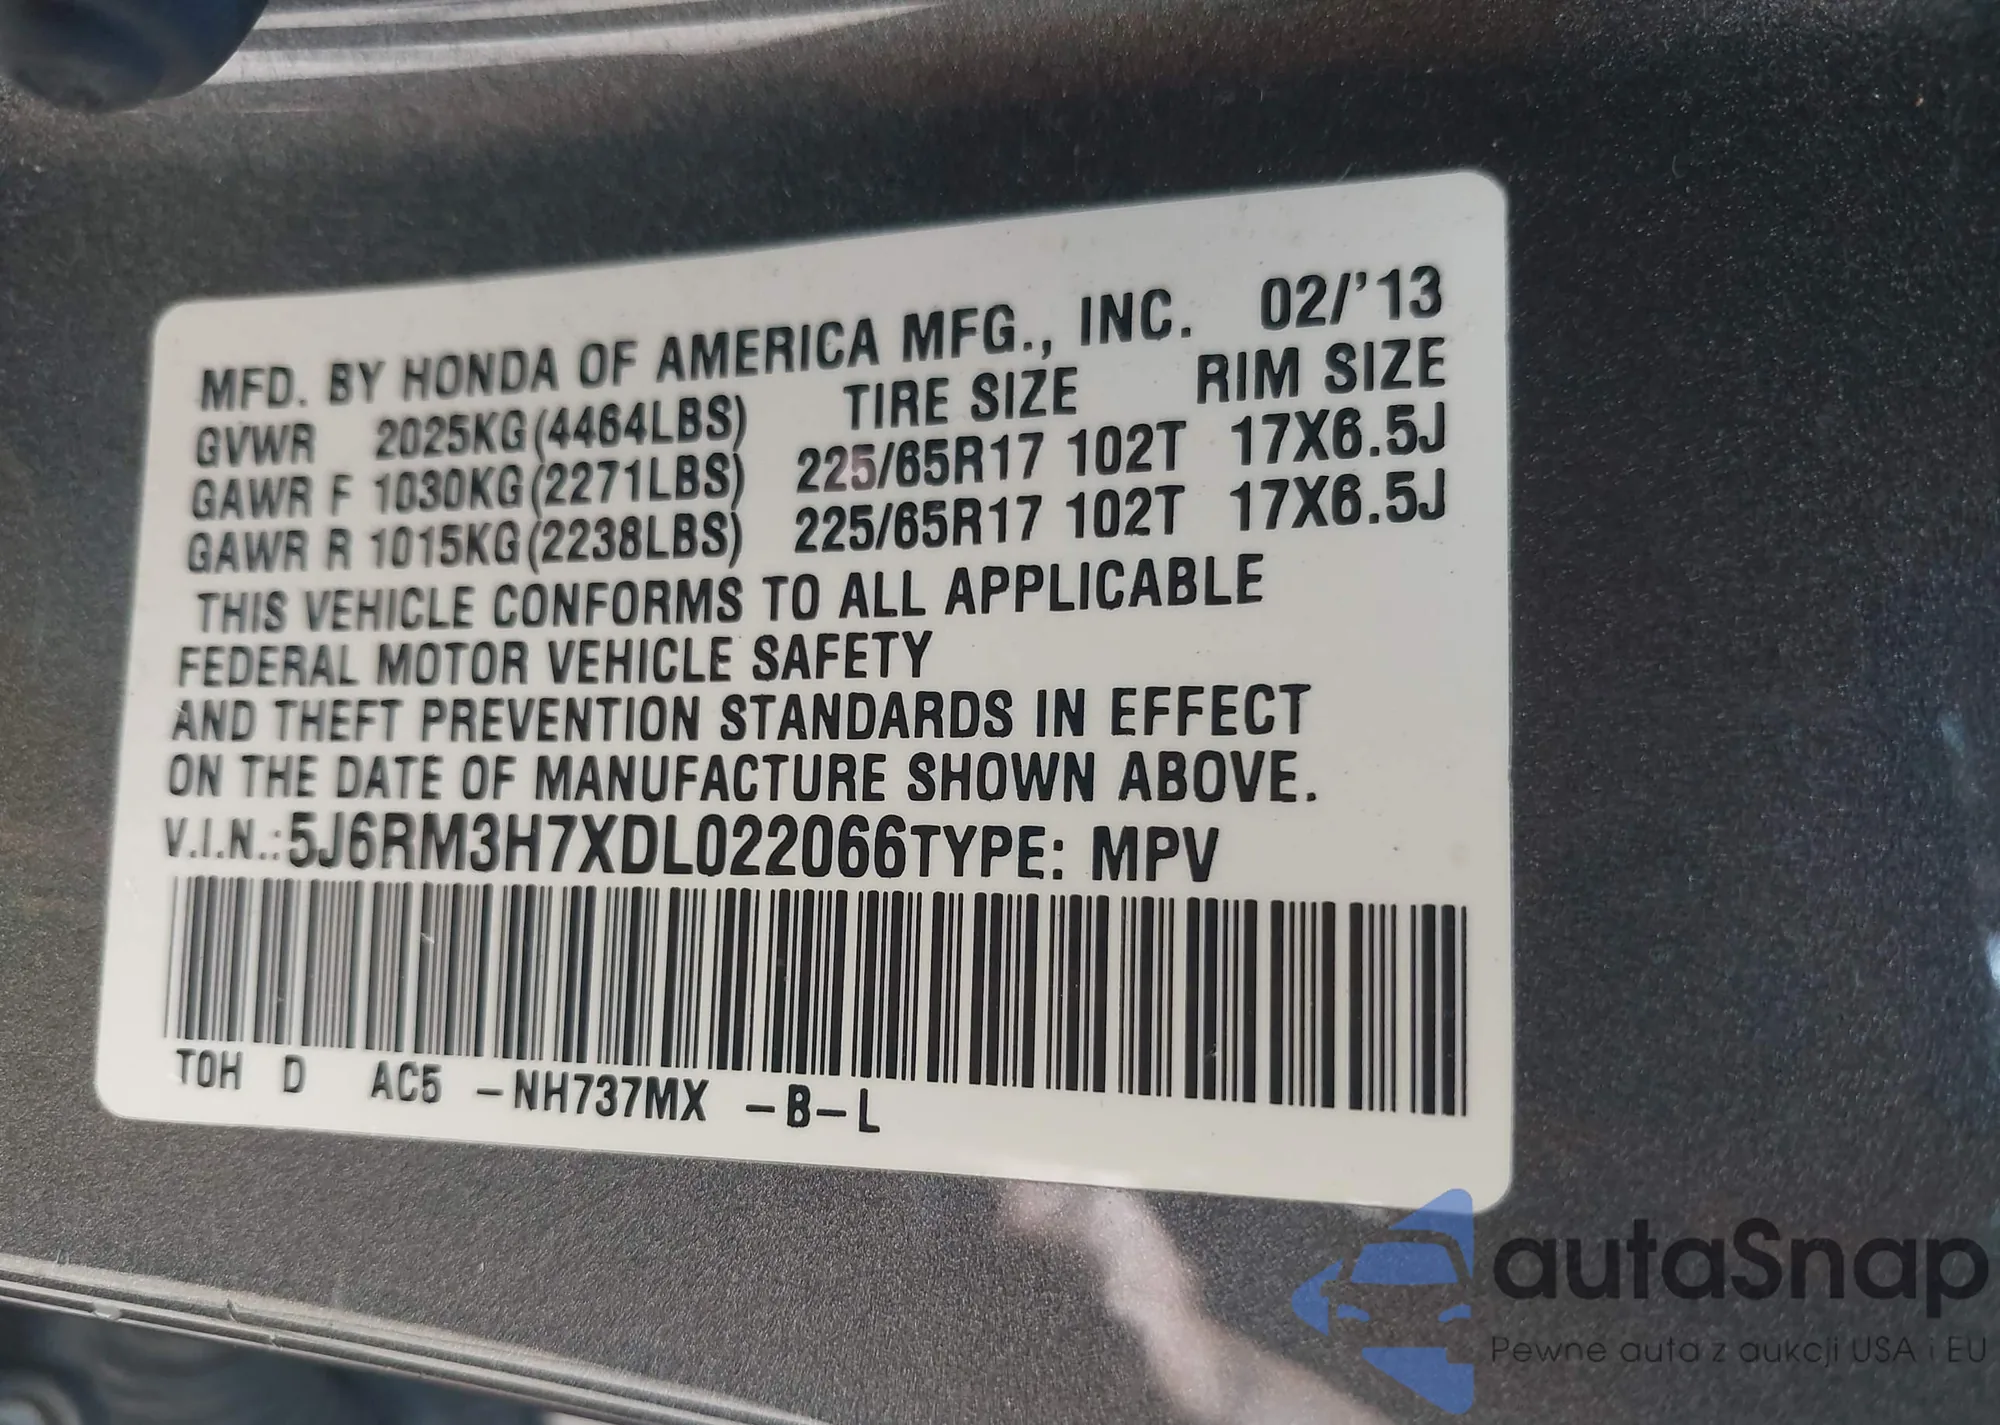 MFD. BY HONDA OF AMERICA MFG., INC. 02/'13
GVWR 2025KG(4464LBS) TIRE SIZE RIM SIZE
GAWR F 1030KG(2271LBS) 225/65R17 102T 17X6.5J
GAWR R 1015KG(2238LBS) 225/65R17 102T 17X6.5J
THIS VEHICLE CONFORMS TO ALL APPLICABLE
FEDERAL MOTOR VEHICLE SAFETY
AND THEFT PREVENTION STANDARDS IN EFFECT
ON THE DATE OF MANUFACTURE SHOWN ABOVE.
V.I.N.:5J6RM3H7XDL022066TYPE: MPV
TOH D AC5 -NH737MX -B-L
autaSnap
Pewne auta z aukcji USA i EU